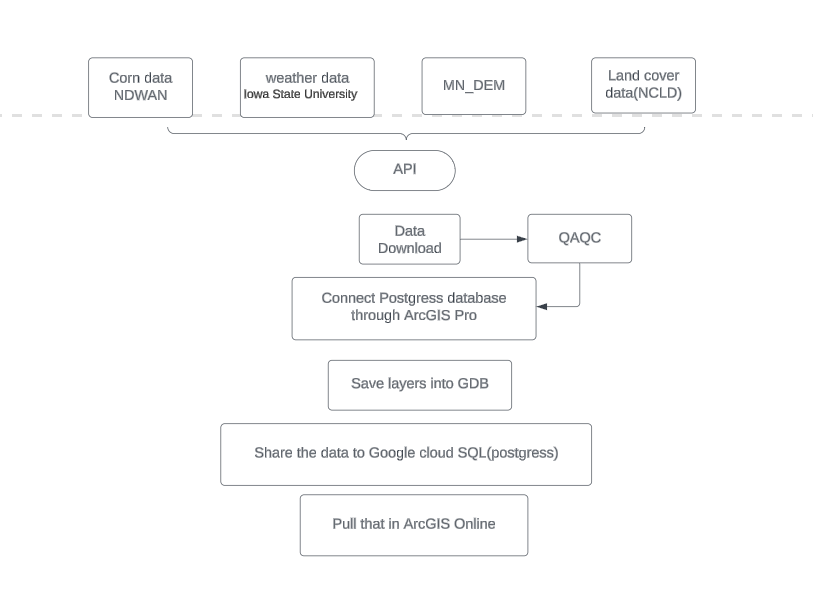 Corn data
NDWAN
weather data
Iowa State University
MN_DEM
Land cover
data(NCLD)
API
Data
Download
QAQC
Connect Postgress database
through ArcGIS Pro
Save layers into GDB
Share the data to Google cloud SQL(postgress)
Pull that in ArcGIS Online